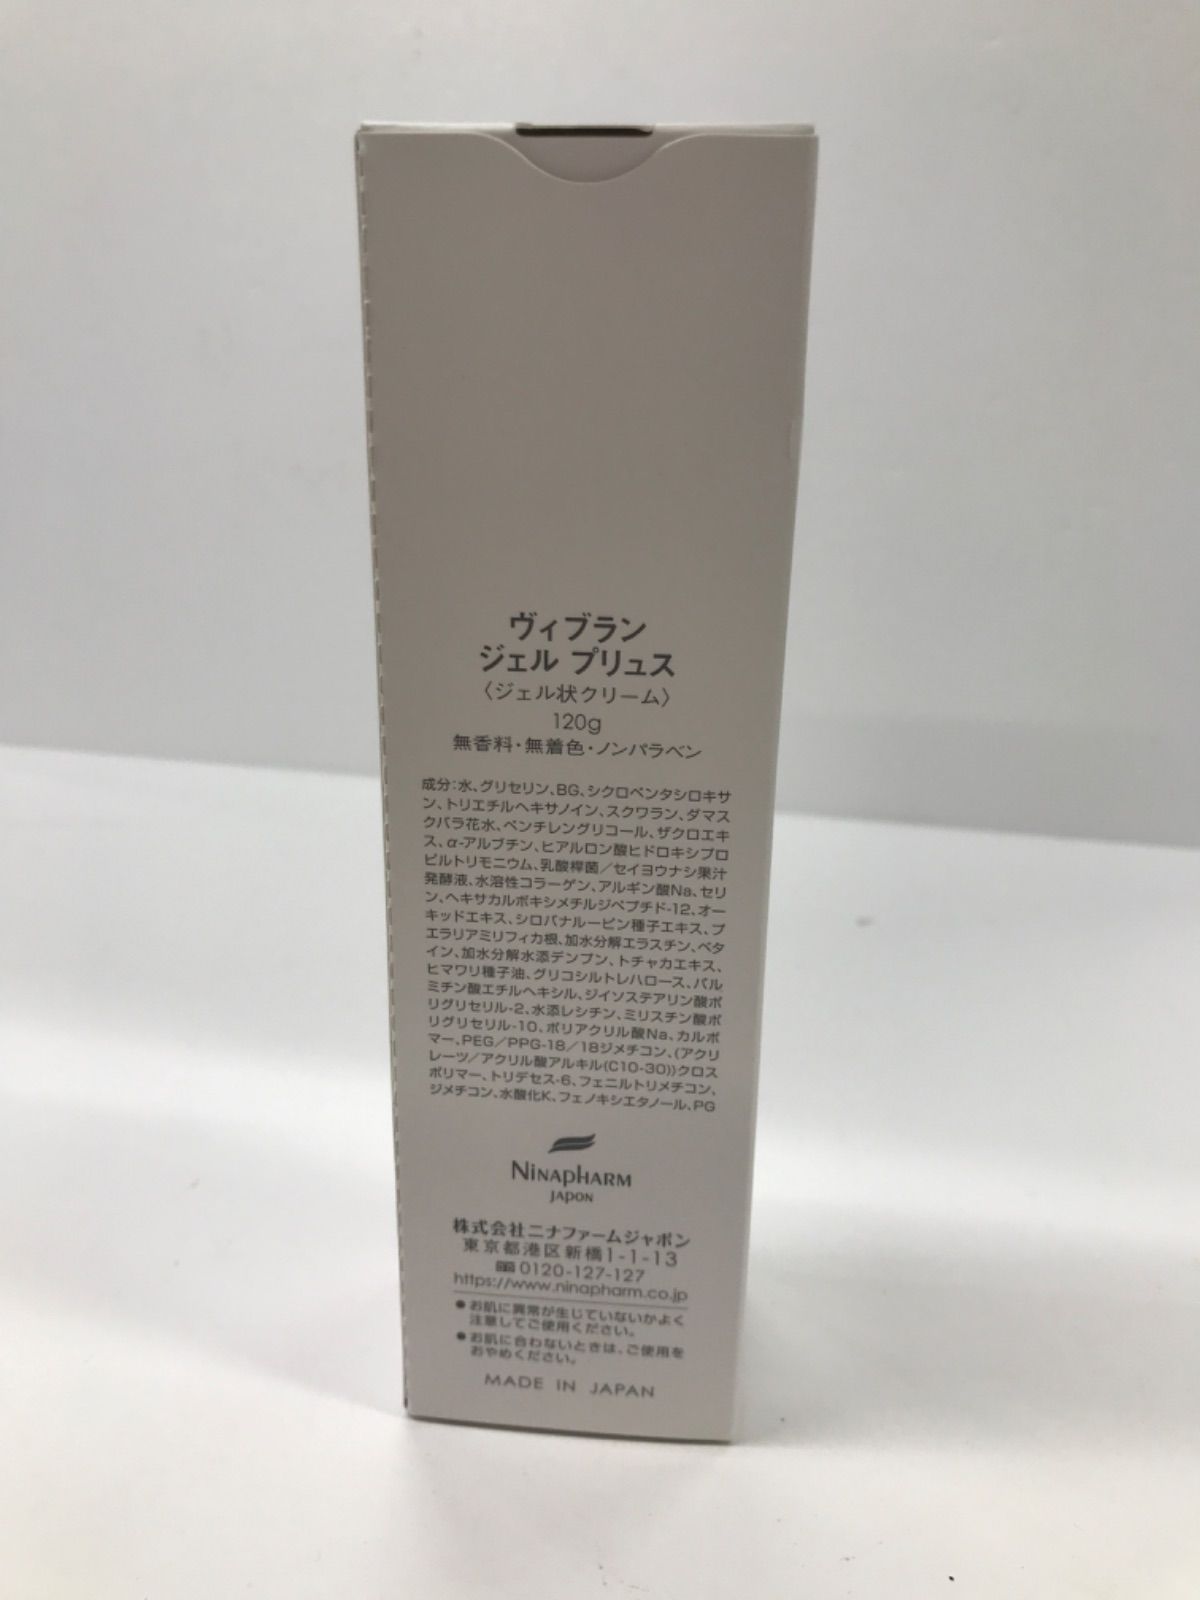 ヴィブラン
ジェル プリュス
〈ジェル状クリーム〉
120g
無香料・無着色・ノンパラベン
成分：水、グリセリン、BG、シクロペンタシロキサ
ン、トリエチルヘキサノイン、スクワラン、ダマス
クバラ花水、ペンチレングリコール、ザクロエキ
ス、α-アルブチン、ヒアルロン酸ヒドロキシプロ
ピルトリモニウム、乳酸桿菌／セイヨウナシ果汁
発酵液、水溶性コラーゲン、アルギン酸Na、セリ
ン、ヘキサカルボキシメチルジペプチド-12、オー
キッドエキス、シロバナルーピン種子エキス、プ
エラリアミリフィカ根、加水分解エラスチン、ベタ
イン、加水分解水添デンプン、トチャカエキス、
ヒマワリ種子油、グリコシルトレハロース、パル
ミチン酸エチルヘキシル、ジイソステアリン酸ポ
リグリセリル-2、水添レシチン、ミリスチン酸ポ
リグリセリル-10、ポリアクリル酸Na、カルボ
マー、PEG／PPG-18／18ジメチコン、(アクリ
レーツ／アクリル酸アルキル(C10-30))クロス
ポリマー、トリデセス-6、フェニルトリメチコン、
ジメチコン、水酸化K、フェノキシエタノール、PG
NiNAPHARM
JAPON
株式会社ニナファームジャポン
東京都港区新橋1-1-13
0120-127-127
https://www.ninapharm.co.jp
●お肌に異常が生じていないかよく
注意してご使用ください。
●お肌に合わないときは、ご使用を
おやめください。
MADE IN JAPAN